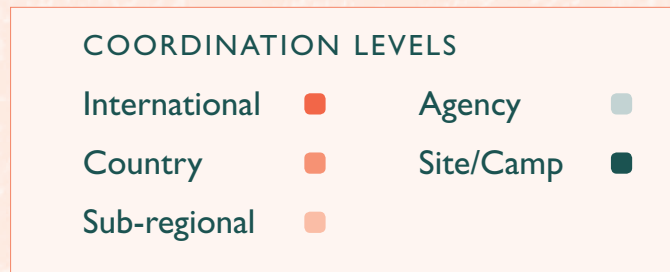 COORDINATION LEVELS
International
Country
Sub-regional
Agency
Site/Camp